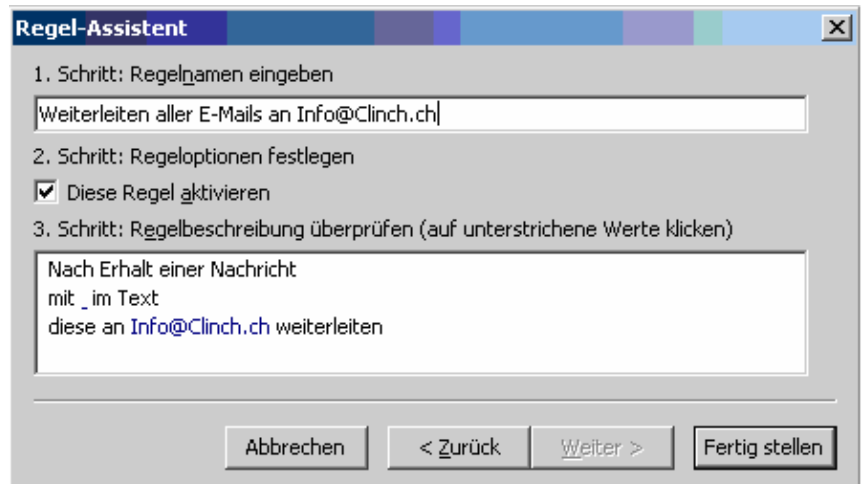 Regel-Assistent
1. Schritt: Regelnamen eingeben
Weiterleiten aller E-Mails an Info@Clinch.ch
2. Schritt: Regeloptionen festlegen
Diese Regel aktivieren
3. Schritt: Regelbeschreibung überprüfen (auf unterstrichene Werte klicken)
Nach Erhalt einer Nachricht
mit _ im Text
diese an Info@Clinch.ch weiterleiten
Abbrechen < Zurück Weiter > Fertig stellen